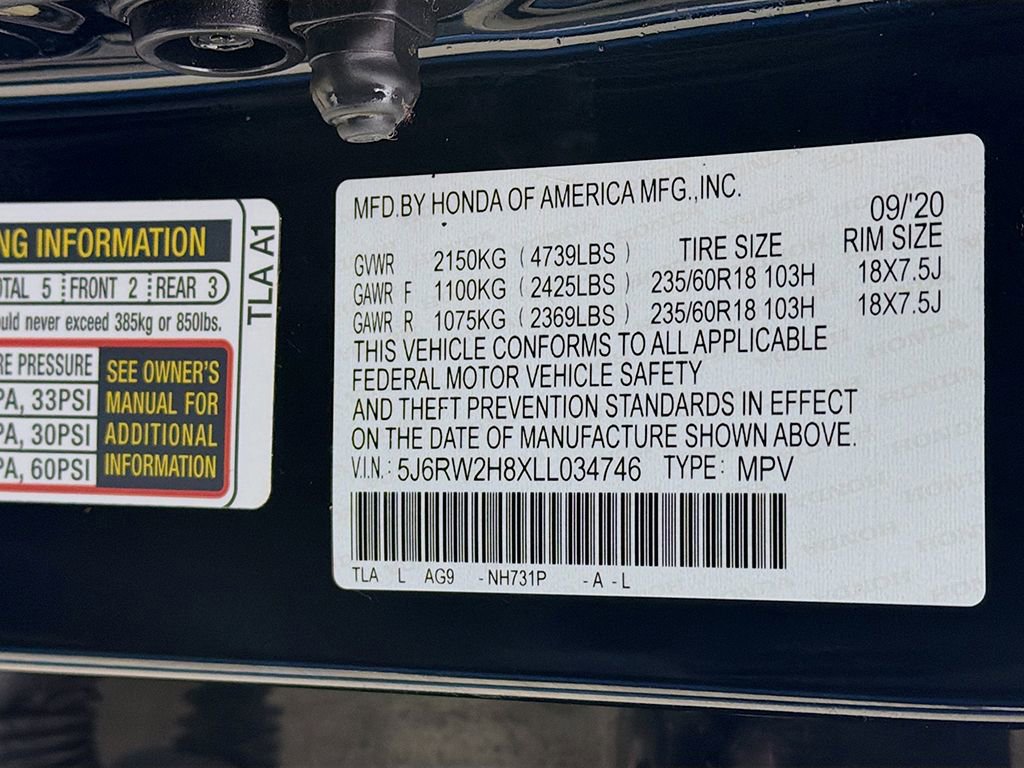 NG INFORMATION
OTAL 5 FRONT 2 REAR 3
ould never exceed 385kg or 850lbs.
RE PRESSURE
PA, 33PSI
PA, 30PSI
PA, 60PSI
SEE OWNER'S
MANUAL FOR
ADDITIONAL
INFORMATION
TLA A1
MFD.BY HONDA OF AMERICA MFG.,INC.
09/'20
GVWR 2150KG ( 4739LBS ) TIRE SIZE RIM SIZE
GAWR F 1100KG ( 2425LBS ) 235/60R18 103H 18X7.5J
GAWR R 1075KG ( 2369LBS ) 235/60R18 103H 18X7.5J
THIS VEHICLE CONFORMS TO ALL APPLICABLE
FEDERAL MOTOR VEHICLE SAFETY
AND THEFT PREVENTION STANDARDS IN EFFECT
ON THE DATE OF MANUFACTURE SHOWN ABOVE.
V.I.N.: 5J6RW2H8XLL034746 TYPE: MPV
TLA L AG9 -NH731P -A -L